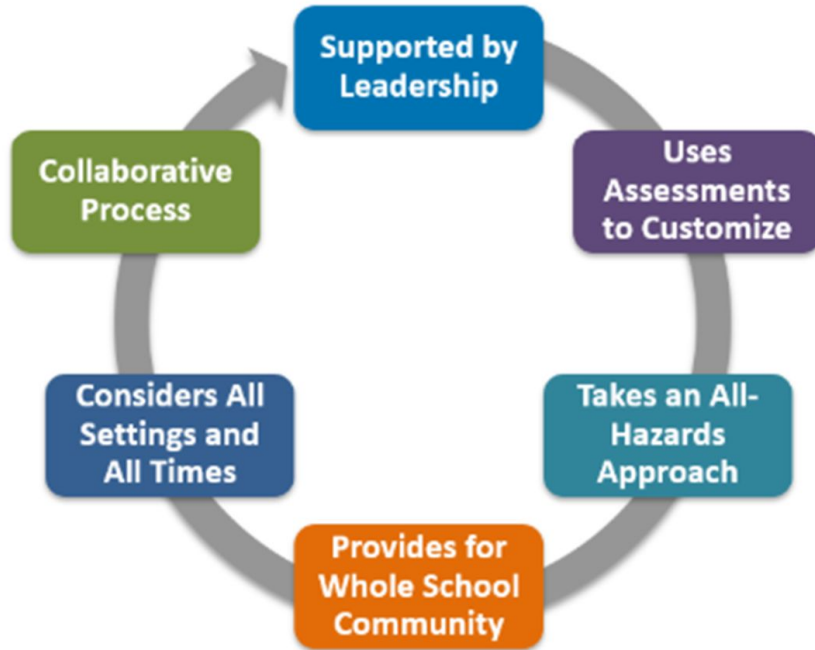 Supported by
Leadership
Uses
Assessments
to Customize
Takes an All-
Hazards
Approach
Provides for
Whole School
Community
Considers All
Settings and
All Times
Collaborative
Process